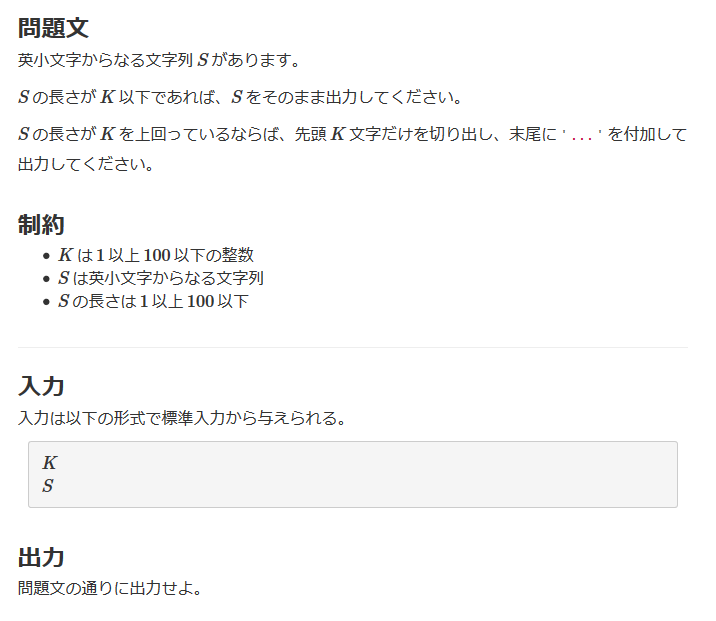 問題文
英小文字からなる文字列 S があります。
S の長さが K 以下であれば、S をそのまま出力してください。
S の長さが K を上回っているならば、先頭 K 文字だけを切り出し、末尾に '...' を付加して
出力してください。
制約
• K は 1 以上 100 以下の整数
• S は英小文字からなる文字列
• S の長さは 1 以上 100 以下
入力
入力は以下の形式で標準入力から与えられる。
K
S
出力
問題文の通りに出力せよ。